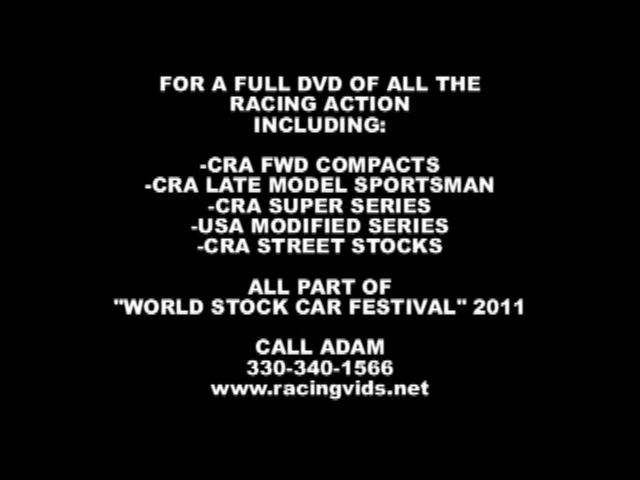 FOR A FULL DVD OF ALL THE
RACING ACTION
INCLUDING:
-CRA FWD COMPACTS
-CRA LATE MODEL SPORTSMAN
-CRA SUPER SERIES
-USA MODIFIED SERIES
-CRA STREET STOCKS
ALL PART OF
"WORLD STOCK CAR FESTIVAL" 2011
CALL ADAM
330-340-1566
www.racingvids.net